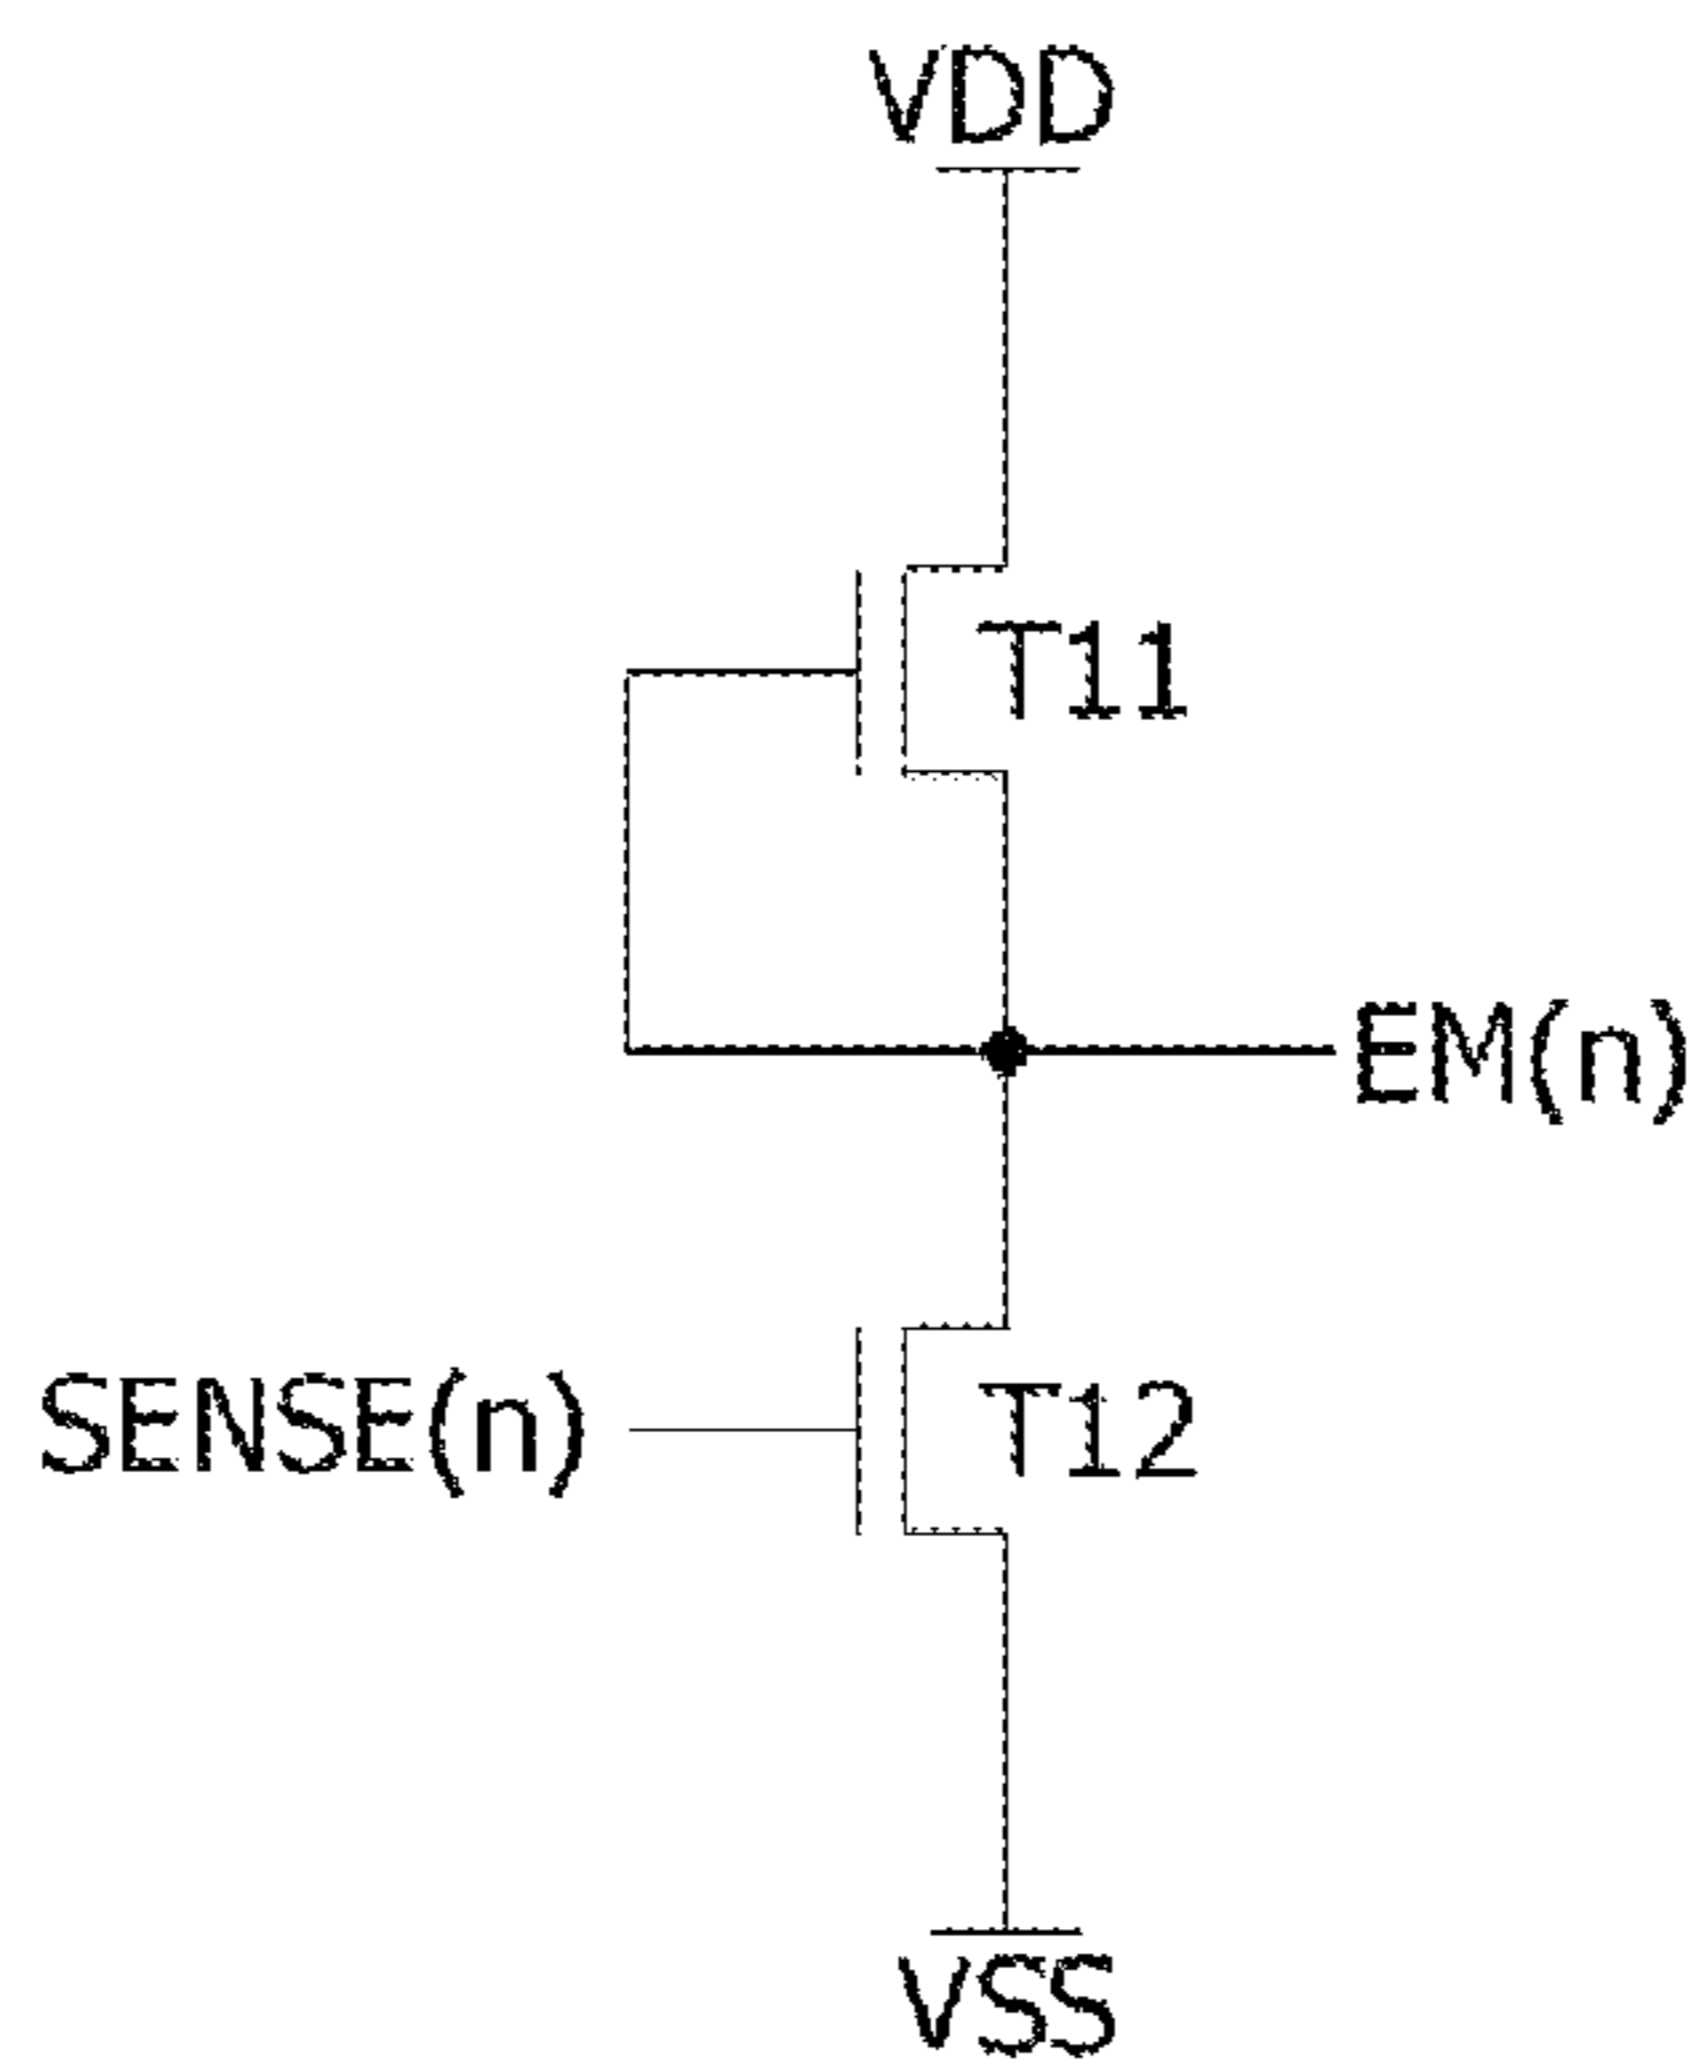 VDD
T11
EM(n)
SENSE(n)
T12
VSS